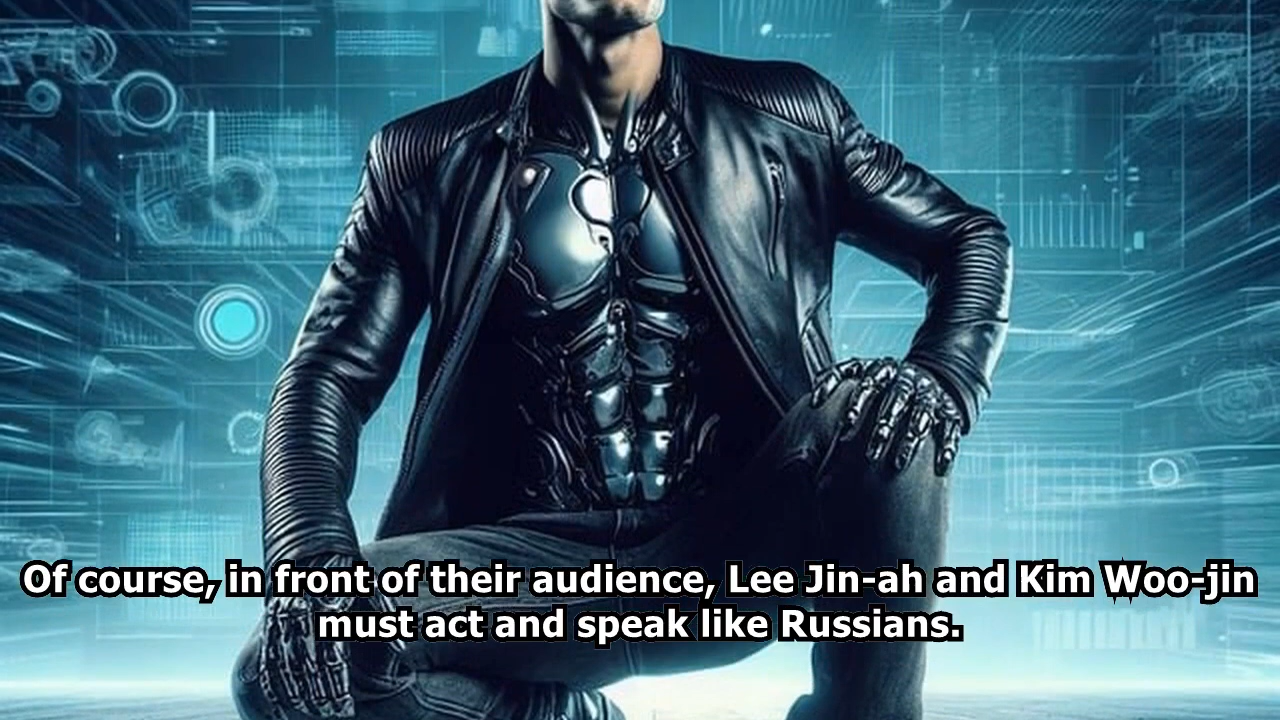 Of course, in front of their audience, Lee Jin-ah and Kim Woo-jin
must act and speak like Russians.